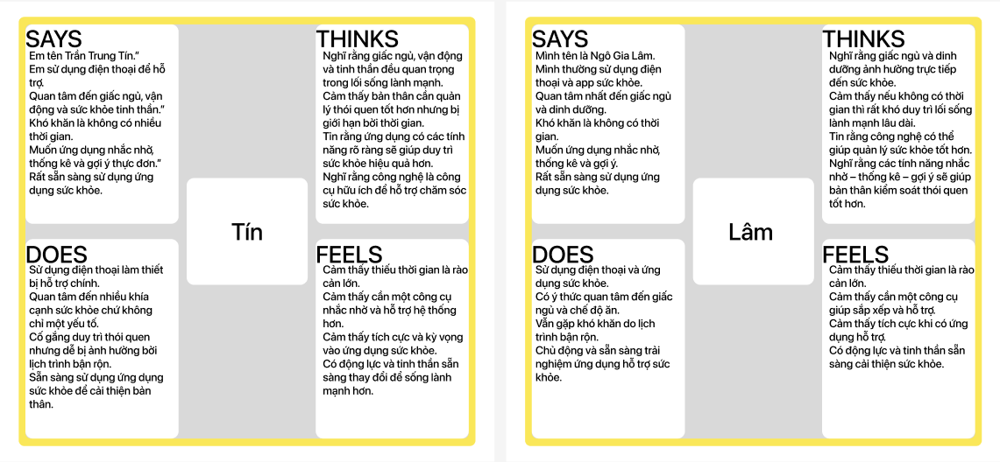 SAYS
Em tên Trần Trung Tín.”
Em sử dụng điện thoại để hỗ
trợ.
Quan tâm đến giấc ngủ, vận
động và sức khỏe tinh thần.”
Khó khăn là không có nhiều
thời gian.
Muốn ứng dụng nhắc nhở,
thống kê và gợi ý thực đơn.”
Rất sẵn sàng sử dụng ứng
dụng sức khỏe.
THINKS
Nghĩ rằng giấc ngủ, vận động
và tinh thần đều quan trọng
trong lối sống lành mạnh.
Cảm thấy bản thân cần quản
lý thói quen tốt hơn nhưng bị
giới hạn bởi thời gian.
Tin rằng ứng dụng có các tính
năng rõ ràng sẽ giúp duy trì
sức khỏe hiệu quả hơn.
Nghĩ rằng công nghệ là công
cụ hữu ích để hỗ trợ chăm sóc
sức khỏe.
Tín
DOES
Sử dụng điện thoại làm thiết
bị hỗ trợ chính.
Quan tâm đến nhiều khía
cạnh sức khỏe chứ không
chỉ một yếu tố.
Cố gắng duy trì thói quen
nhưng dễ bị ảnh hưởng bởi
lịch trình bận rộn.
Sẵn sàng sử dụng ứng dụng
sức khỏe để cải thiện bản
thân.
FEELS
Cảm thấy thiếu thời gian là rào
cản lớn.
Cảm thấy cần một công cụ
nhắc nhở và hỗ trợ hệ thống
hơn.
Cảm thấy tích cực và kỳ vọng
vào ứng dụng sức khỏe.
Có động lực và tinh thần sẵn
sàng thay đổi để sống lành
mạnh hơn.
SAYS
Mình tên là Ngô Gia Lâm.
Mình thường sử dụng điện
thoại và app sức khỏe.
Quan tâm nhất đến giấc ngủ
và dinh dưỡng.
Khó khăn là không có thời
gian.
Muốn ứng dụng nhắc nhở,
thống kê và gợi ý.
Rất sẵn sàng sử dụng ứng
dụng sức khỏe.
THINKS
Nghĩ rằng giấc ngủ và dinh
dưỡng ảnh hưởng trực tiếp
đến sức khỏe.
Cảm thấy nếu không có thời
gian thì rất khó duy trì lối sống
lành mạnh lâu dài.
Tin rằng công nghệ có thể
giúp quản lý sức khỏe tốt hơn.
Nghĩ rằng các tính năng nhắc
nhở – thống kê – gợi ý sẽ giúp
bản thân kiểm soát thói quen
tốt hơn.
Lâm
DOES
Sử dụng điện thoại và ứng
dụng sức khỏe.
Có ý thức quan tâm đến giấc
ngủ và chế độ ăn.
Vẫn gặp khó khăn do lịch
trình bận rộn.
Chủ động và sẵn sàng trải
nghiệm ứng dụng hỗ trợ sức
khỏe.
FEELS
Cảm thấy thiếu thời gian là rào
cản lớn.
Cảm thấy cần một công cụ
giúp sắp xếp và hỗ trợ.
Cảm thấy tích cực khi có ứng
dụng hỗ trợ.
Có động lực và tinh thần sẵn
sàng cải thiện sức khỏe.